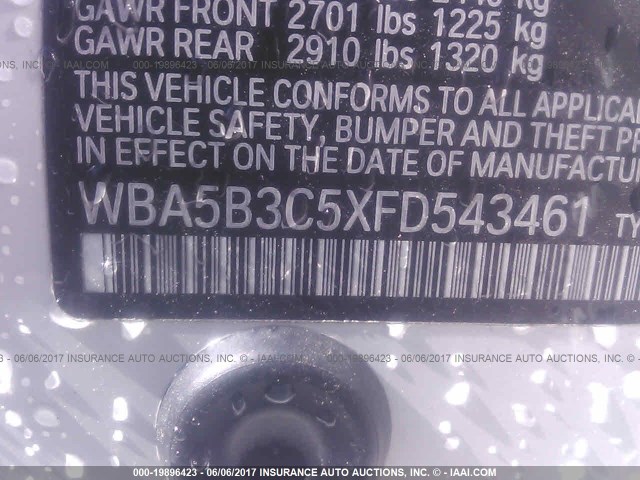 GAWR FRONT 2701 lbs 1225 kg
GAWR REAR 2910 lbs 1320 kg
THIS VEHICLE CONFORMS TO ALL APPLICA
VEHICLE SAFETY, BUMPER AND THEFT P
IN EFFECT ON THE DATE OF MANUFACTUR
WBA5B3C5XFD543461 TY
000-19896423 - 06/06/2017 INSURANCE AUTO AUCTIONS, INC. - © IAAI.COM